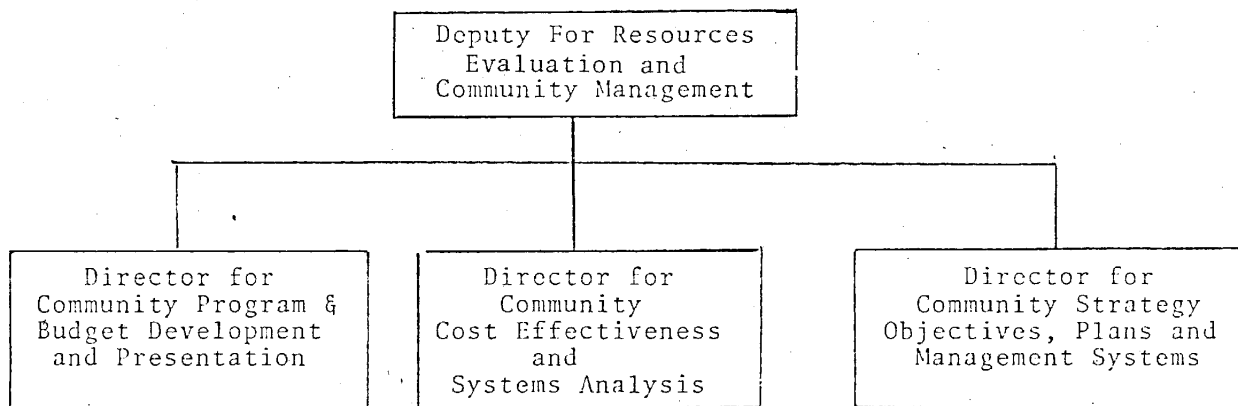 Deputy For Resources
Evaluation and
Community Management
Director for
Community Program &
Budget Development
and Presentation
Director for
Community
Cost Effectiveness
and
Systems Analysis
Director for
Community Strategy
Objectives, Plans and
Management Systems